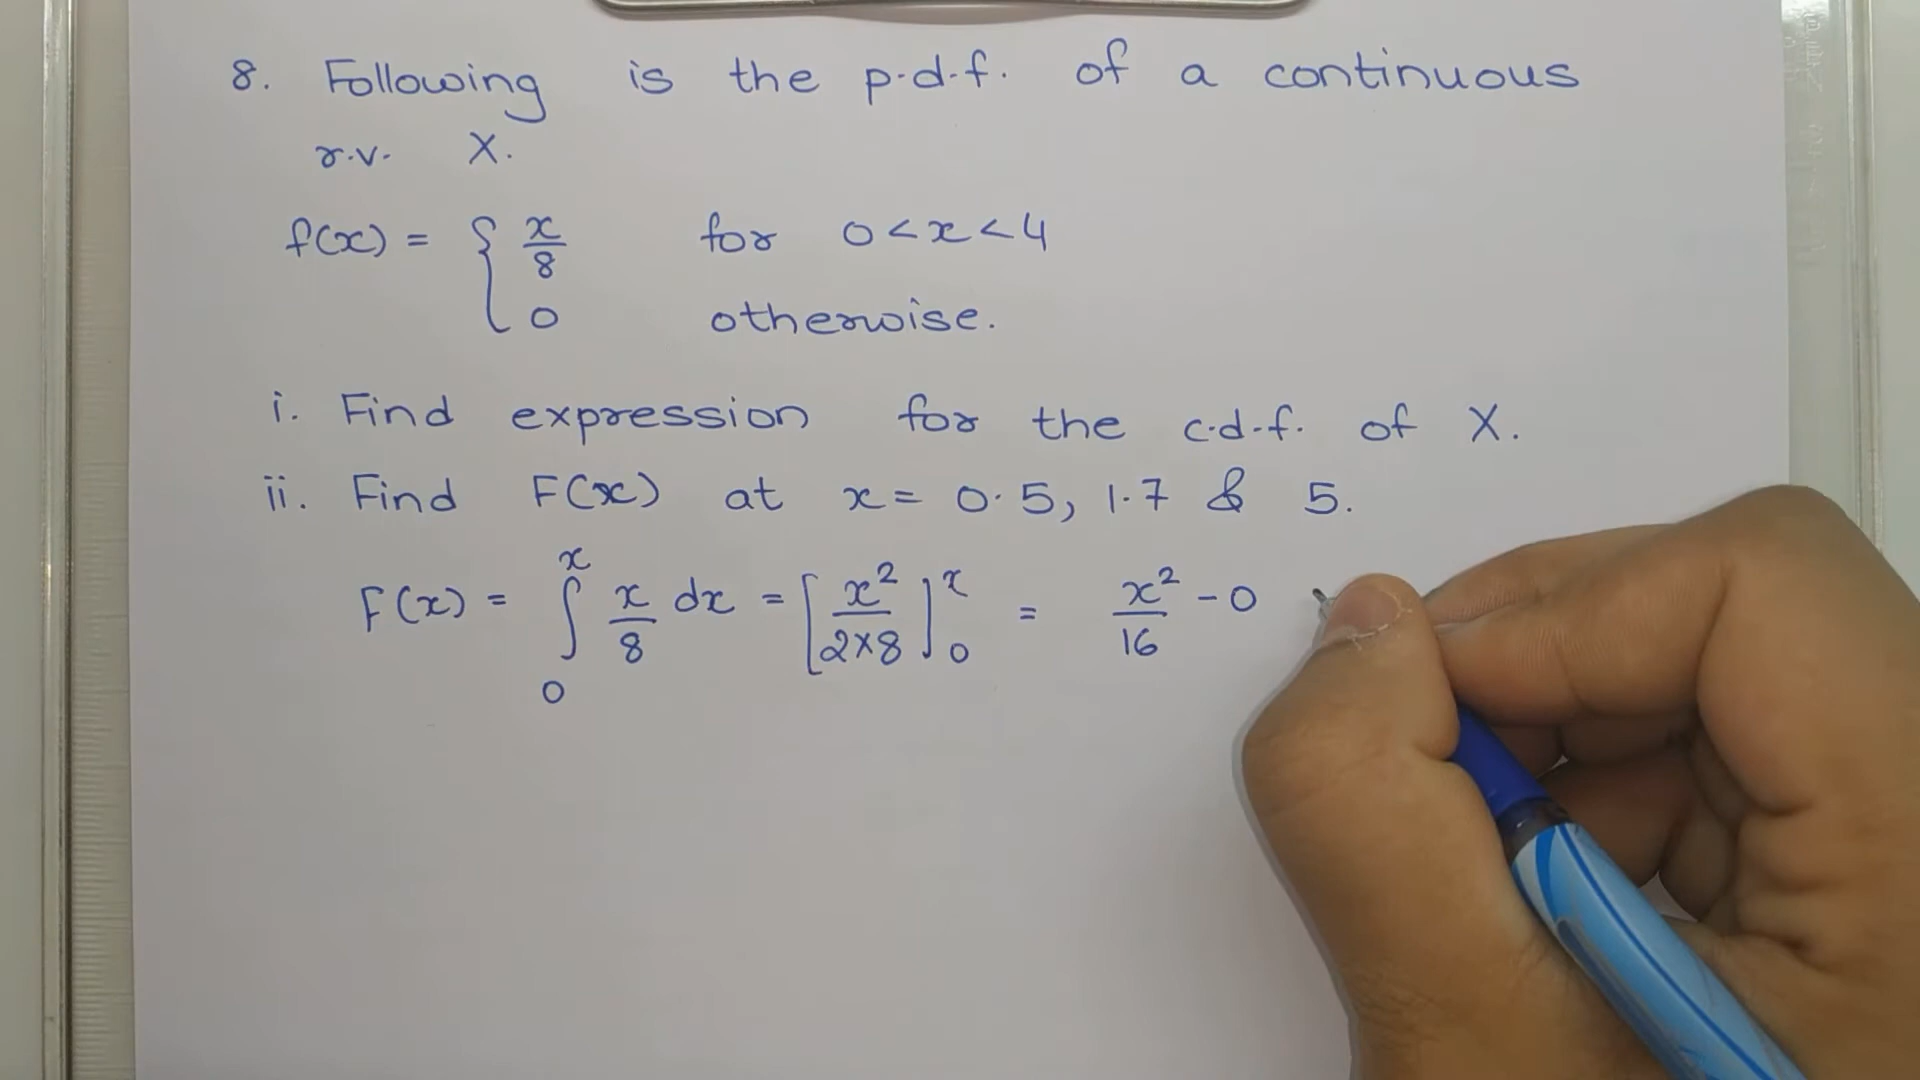 8. Following is the p.d.f. of a continuous
r.v. X.
f(x) = { x/8 for 0<x<4
0 otherwise.
i. Find expression for the c.d.f. of X.
ii. Find F(x) at x = 0.5, 1.7 & 5.
F(x) = ∫₀ˣ x/8 dx = [x²/2×8]₀ˣ = x²/16 - 0